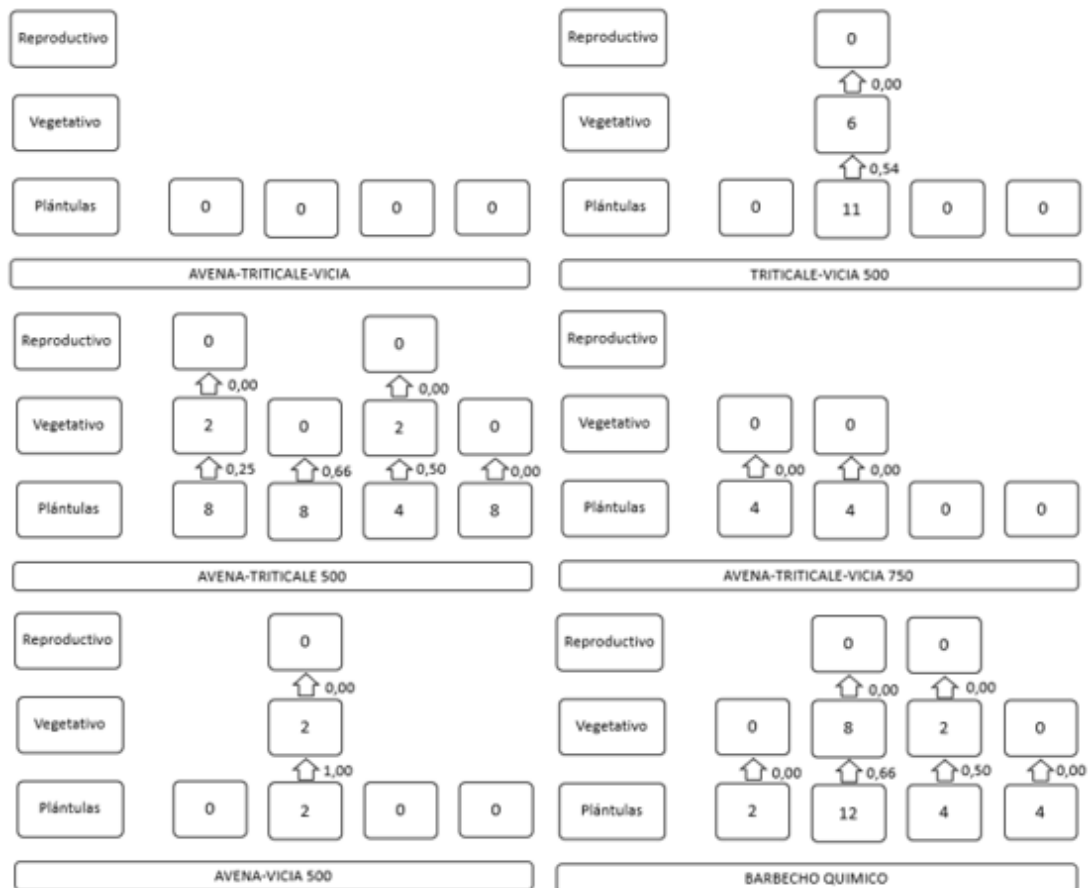 Reproductivo
Vegetativo
Plántulas 0 0 0 0
AVENA-TRITICALE-VICIA
Reproductivo 0
0,00
Vegetativo 6
0,54
Plántulas 0 11 0 0
TRITICALE-VICIA 500
Reproductivo 0 0
0,00 0,00
Vegetativo 2 0 2 0
0,25 0,66 0,50 0,00
Plántulas 8 8 4 8
AVENA-TRITICALE 500
Reproductivo
Vegetativo 0 0
0,00 0,00
Plántulas 4 4 0 0
AVENA-TRITICALE-VICIA 750
Reproductivo 0
0,00
Vegetativo 2
1,00
Plántulas 0 2 0 0
AVENA-VICIA 500
Reproductivo 0 0
0,00 0,00
Vegetativo 0 8 2 0
0,00 0,66 0,50 0,00
Plántulas 2 12 4 4
BARBECHO QUIMICO